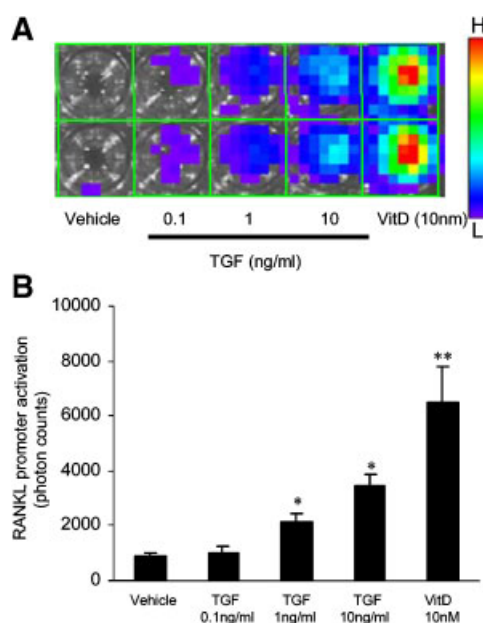 A
H
L
Vehicle 0.1 1 10 VitD (10nm)
TGF (ng/ml)
B
RANKL promoter activation
(photon counts)
10000
8000
6000
4000
2000
0
*
*
**
Vehicle TGF TGF TGF VitD
0.1ng/ml 1ng/ml 10ng/ml 10nM